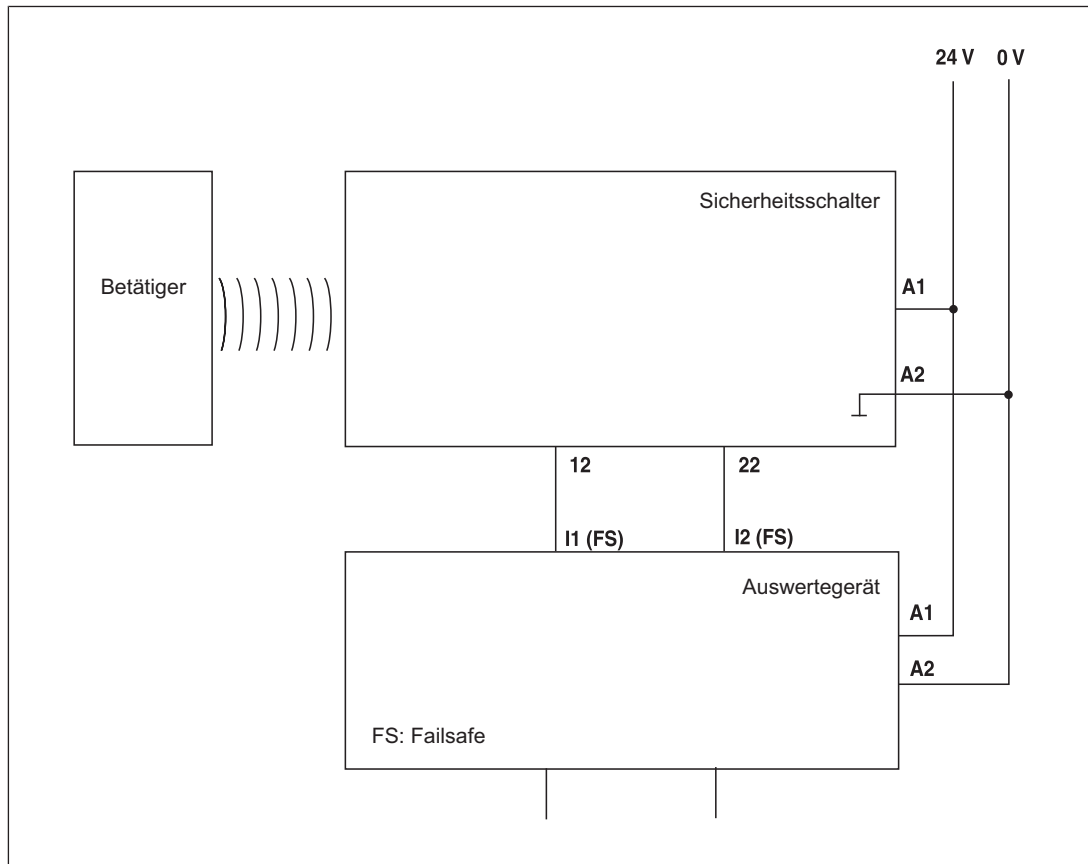 24 V 0 V
Sicherheitsschalter
Betätiger
A1
A2
12 22
I1 (FS) I2 (FS)
Auswertegerät
A1
A2
FS: Failsafe